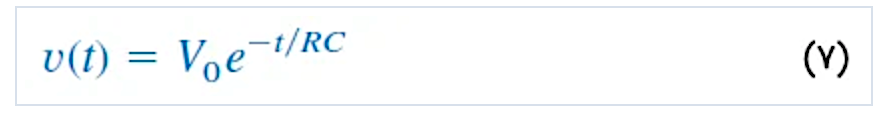 v(t) = V₀e^{-t/RC} (۷)